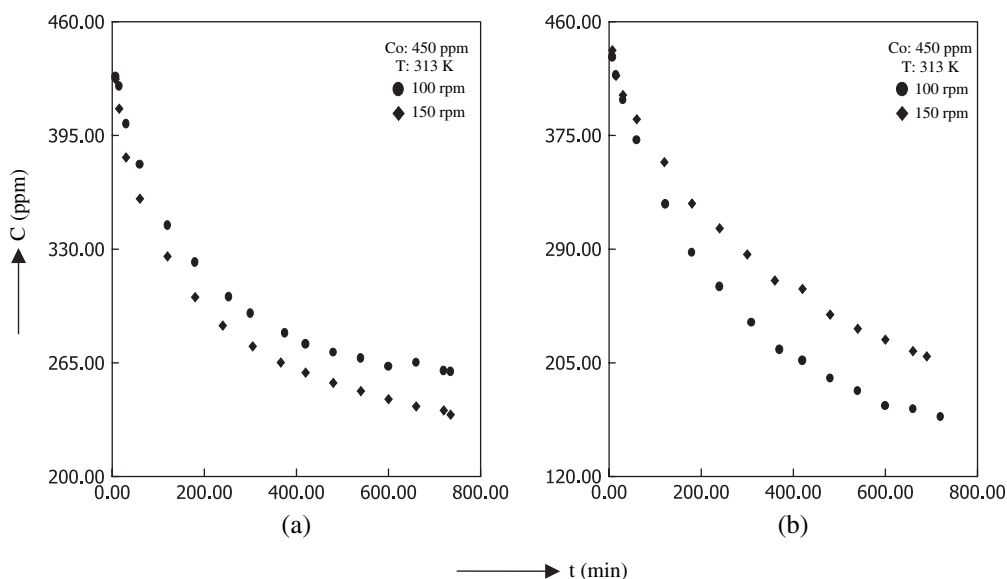 460.00
395.00
330.00
265.00
200.00
C (ppm)
Co: 450 ppm
T: 313 K
100 rpm
150 rpm
0.00 200.00 400.00 600.00 800.00
(a)
460.00
375.00
290.00
205.00
120.00
Co: 450 ppm
T: 313 K
100 rpm
150 rpm
0.00 200.00 400.00 600.00 800.00
(b)
t (min)